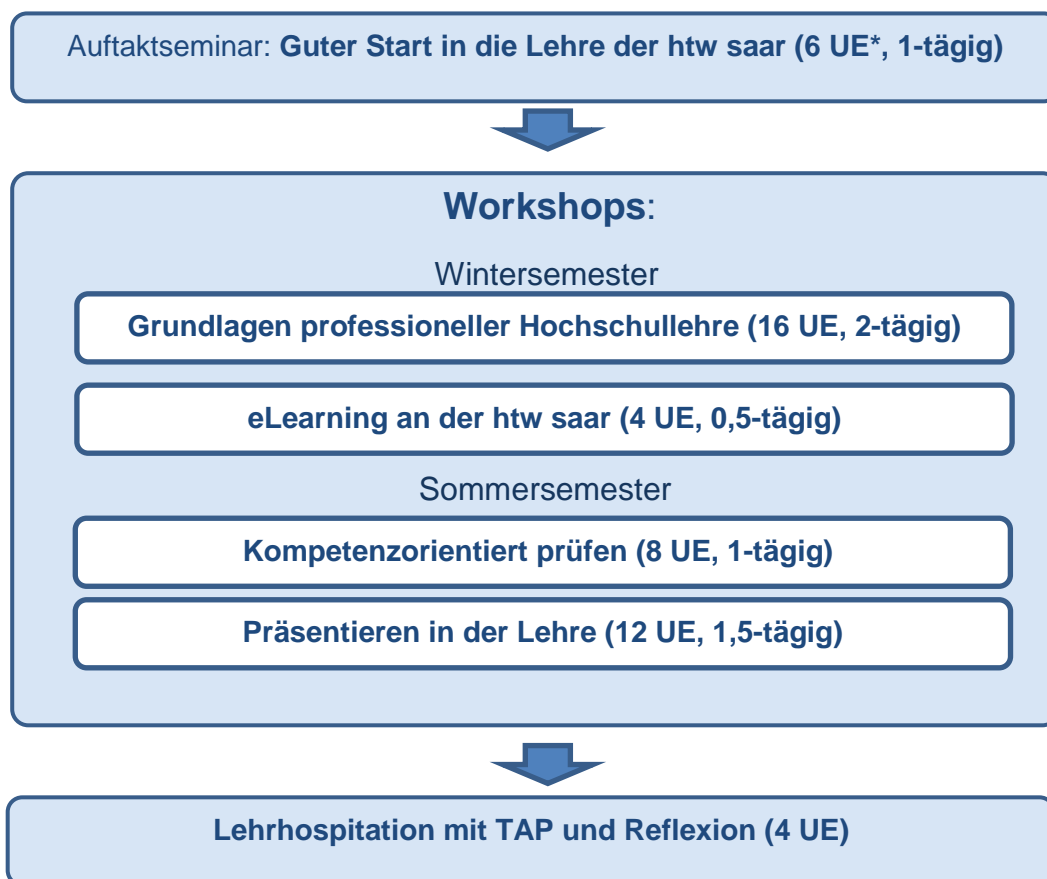 Auftaktseminar: Guter Start in die Lehre der htw saar (6 UE*, 1-tägig)
Workshops:
Wintersemester
Grundlagen professioneller Hochschullehre (16 UE, 2-tägig)
eLearning an der htw saar (4 UE, 0,5-tägig)
Sommersemester
Kompetenzorientiert prüfen (8 UE, 1-tägig)
Präsentieren in der Lehre (12 UE, 1,5-tägig)
Lehrhospitation mit TAP und Reflexion (4 UE)